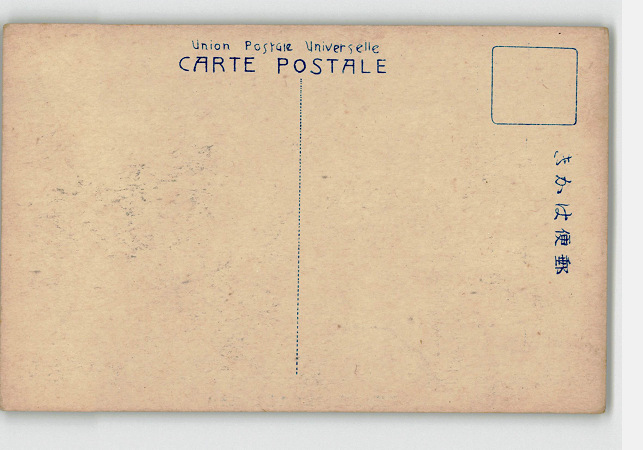 Union Postale Universelle
CARTE POSTALE
郵便はかき